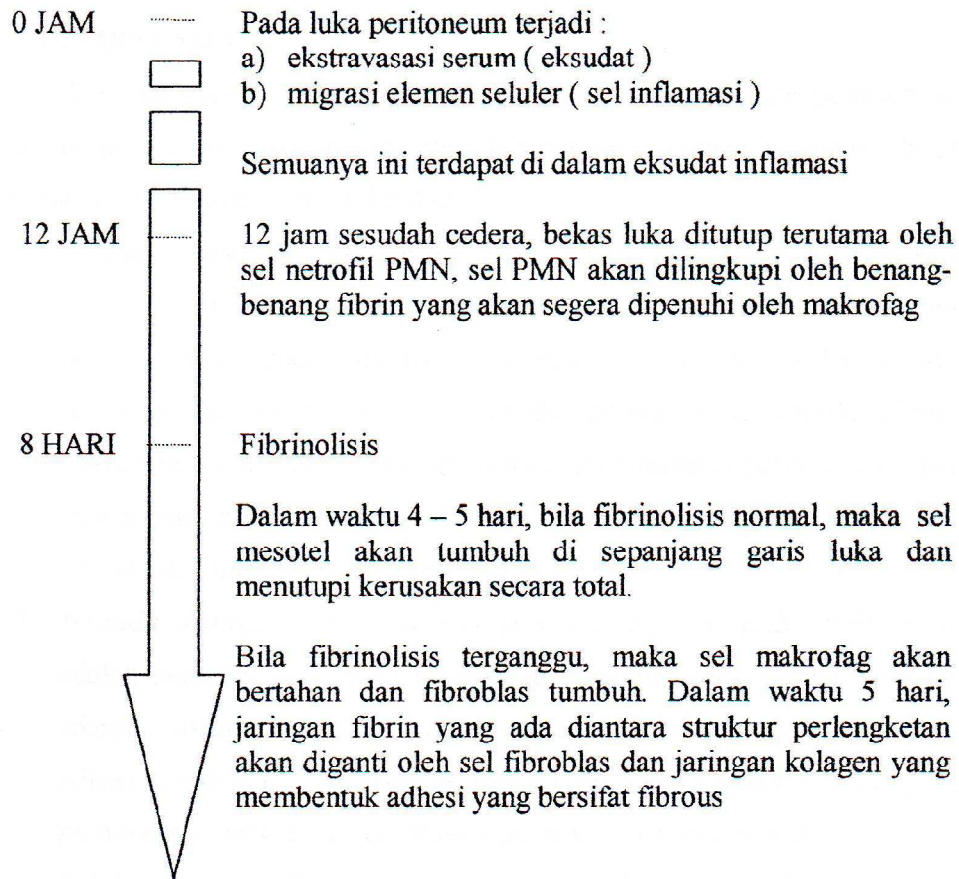 0 JAM Pada luka peritoneum terjadi :
a) ekstravasasi serum ( eksudat )
b) migrasi elemen seluler ( sel inflamasi )
Semuanya ini terdapat di dalam eksudat inflamasi
12 JAM 12 jam sesudah cedera, bekas luka ditutup terutama oleh
sel netrofil PMN, sel PMN akan dilingkupi oleh benang-
benang fibrin yang akan segera dipenuhi oleh makrofag
8 HARI Fibrinolisis
Dalam waktu 4 – 5 hari, bila fibrinolisis normal, maka sel
mesotel akan tumbuh di sepanjang garis luka dan
menutupi kerusakan secara total.
Bila fibrinolisis terganggu, maka sel makrofag akan
bertahan dan fibroblas tumbuh. Dalam waktu 5 hari,
jaringan fibrin yang ada diantara struktur perlengketan
akan diganti oleh sel fibroblas dan jaringan kolagen yang
membentuk adhesi yang bersifat fibrous